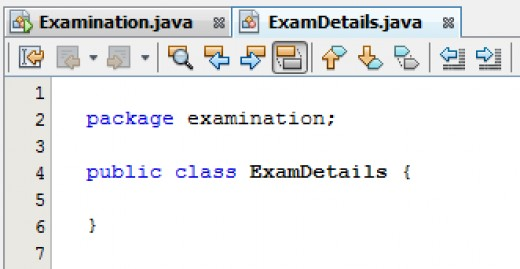 Examination.java ExamDetails.java
1
2 package examination;
3
4 public class ExamDetails {
5
6 }
7